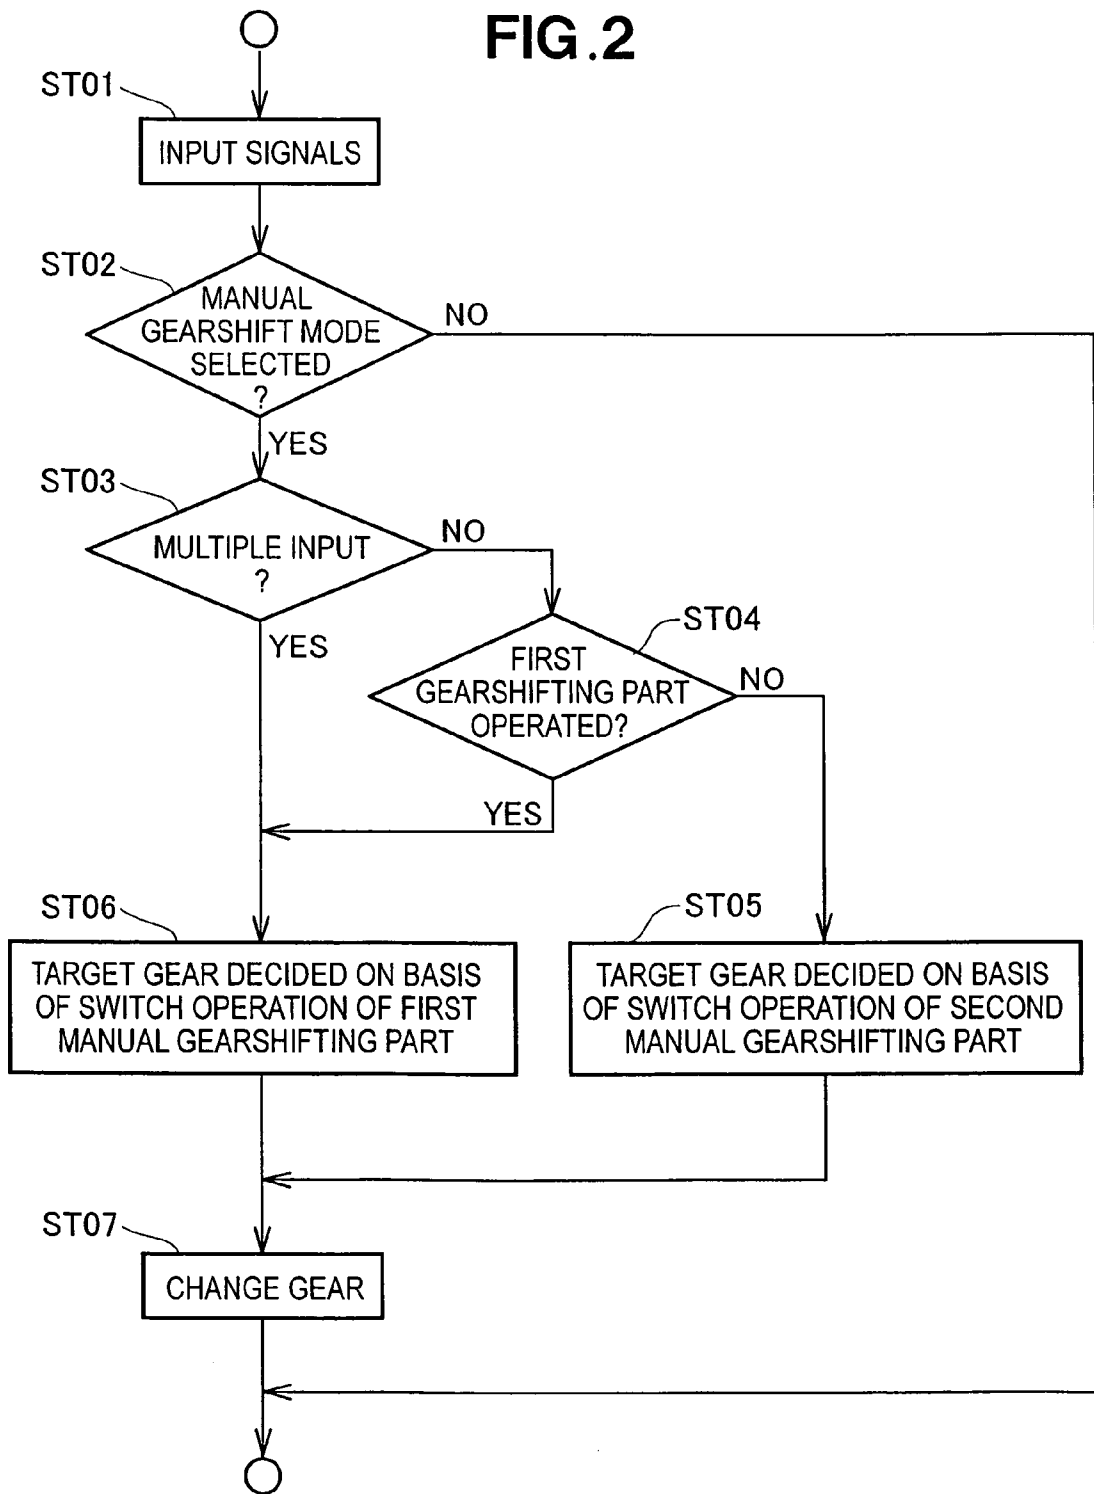 FIG.2
ST01
INPUT SIGNALS
ST02
MANUAL
GEARSHIFT MODE
SELECTED
?
NO
YES
ST03
MULTIPLE INPUT
?
NO
YES
ST04
FIRST
GEARSHIFTING PART
OPERATED?
NO
YES
ST06
TARGET GEAR DECIDED ON BASIS
OF SWITCH OPERATION OF FIRST
MANUAL GEARSHIFTING PART
ST05
TARGET GEAR DECIDED ON BASIS
OF SWITCH OPERATION OF SECOND
MANUAL GEARSHIFTING PART
ST07
CHANGE GEAR